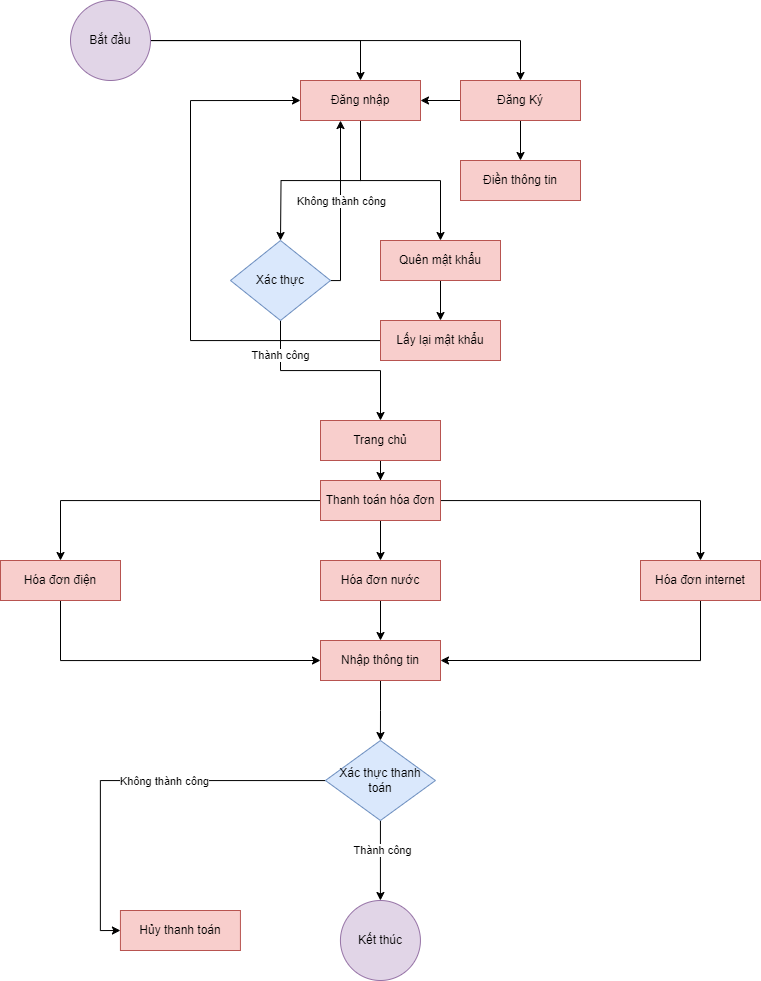 Bắt đầu
Đăng nhập
Đăng Ký
Điền thông tin
Không thành công
Xác thực
Quên mật khẩu
Lấy lại mật khẩu
Thành công
Trang chủ
Thanh toán hóa đơn
Hóa đơn điện
Hóa đơn nước
Hóa đơn internet
Nhập thông tin
Xác thực thanh
toán
Không thành công
Thành công
Hủy thanh toán
Kết thúc